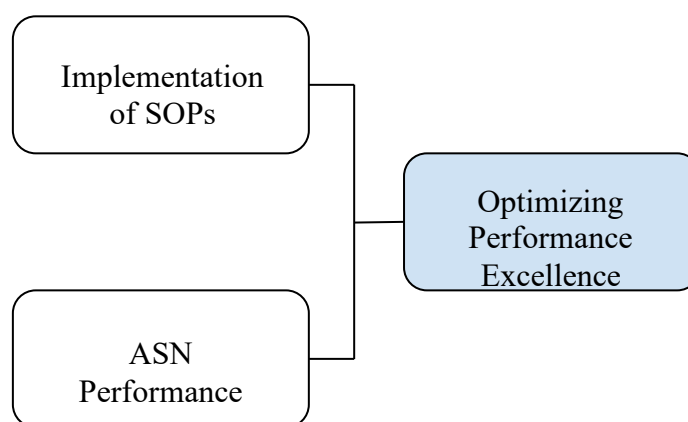 Implementation
of SOPs
Optimizing
Performance
Excellence
ASN
Performance